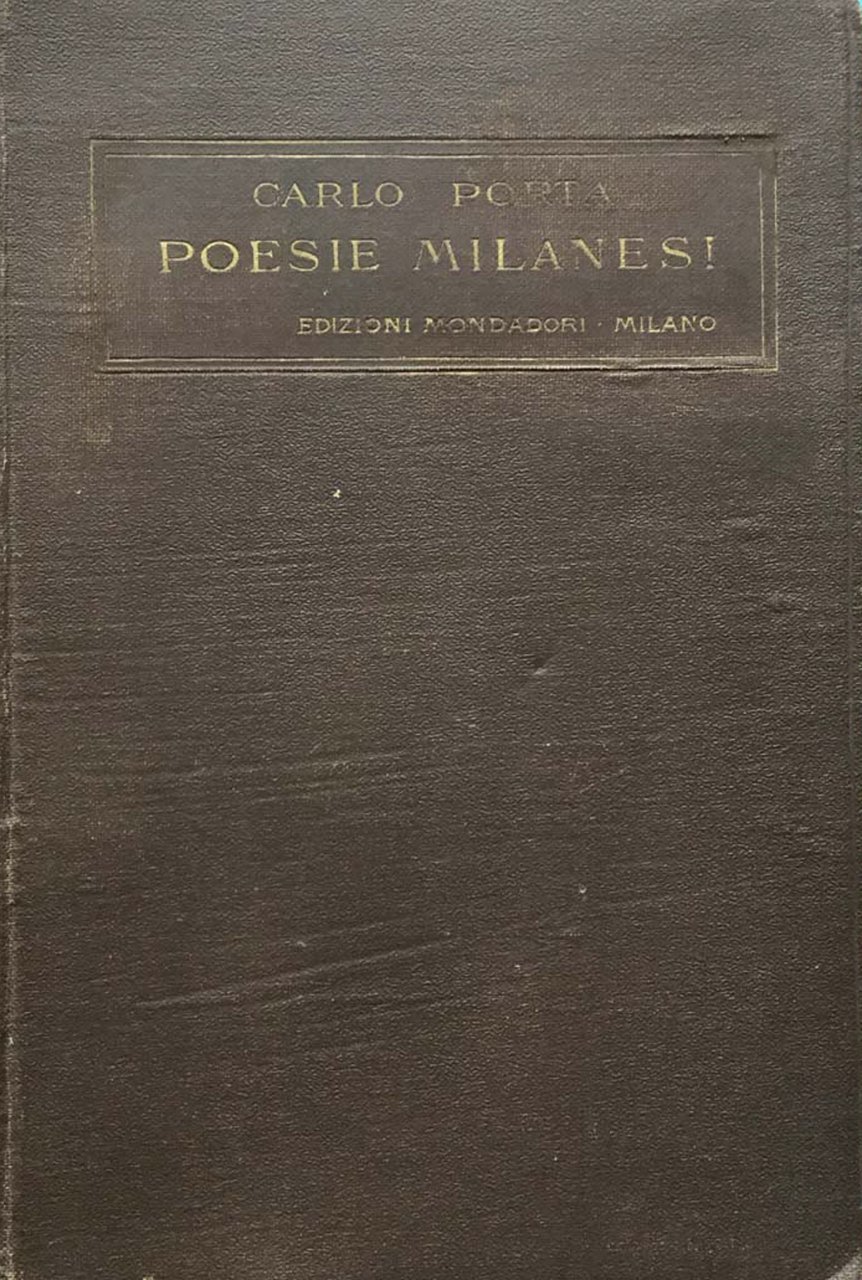 CARLO PORTA
POESIE MILANESI
EDIZIONI MONDADORI · MILANO